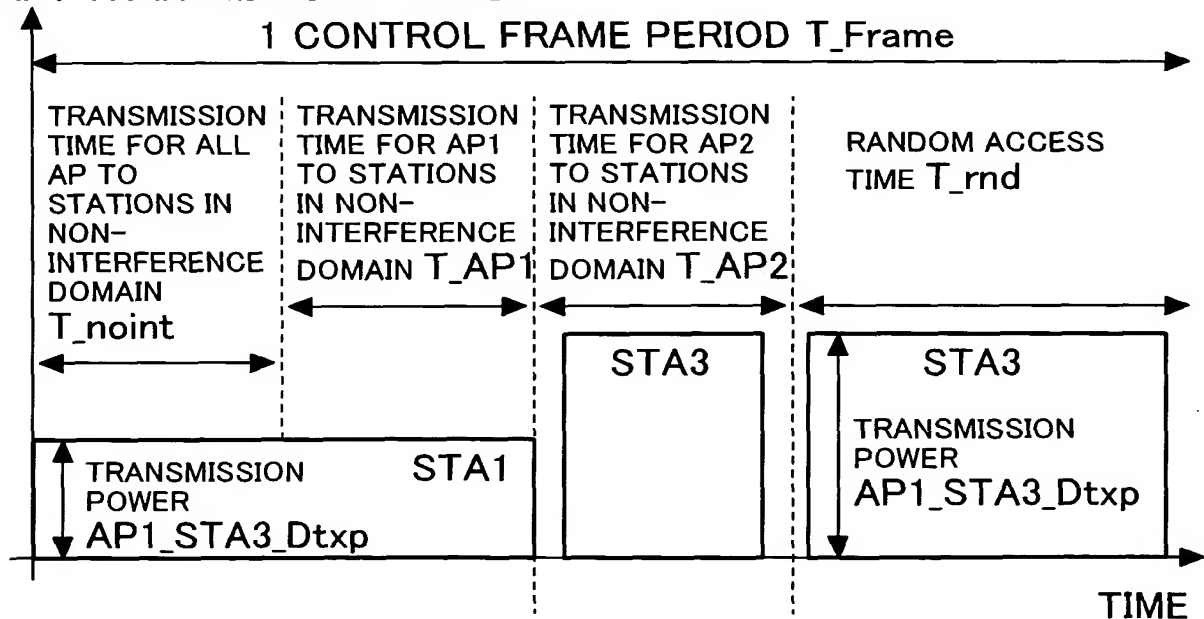 1 CONTROL FRAME PERIOD T_Frame
TRANSMISSION
TIME FOR ALL
AP TO
STATIONS IN
NON-
INTERFERENCE
DOMAIN
T_noint
TRANSMISSION
TIME FOR AP1
TO STATIONS
IN NON-
INTERFERENCE
DOMAIN T_AP1
TRANSMISSION
TIME FOR AP2
TO STATIONS
IN NON-
INTERFERENCE
DOMAIN T_AP2
RANDOM ACCESS
TIME T_rnd
STA1
TRANSMISSION
POWER
AP1_STA3_Dtxp
STA3
STA3
TRANSMISSION
POWER
AP1_STA3_Dtxp
TIME